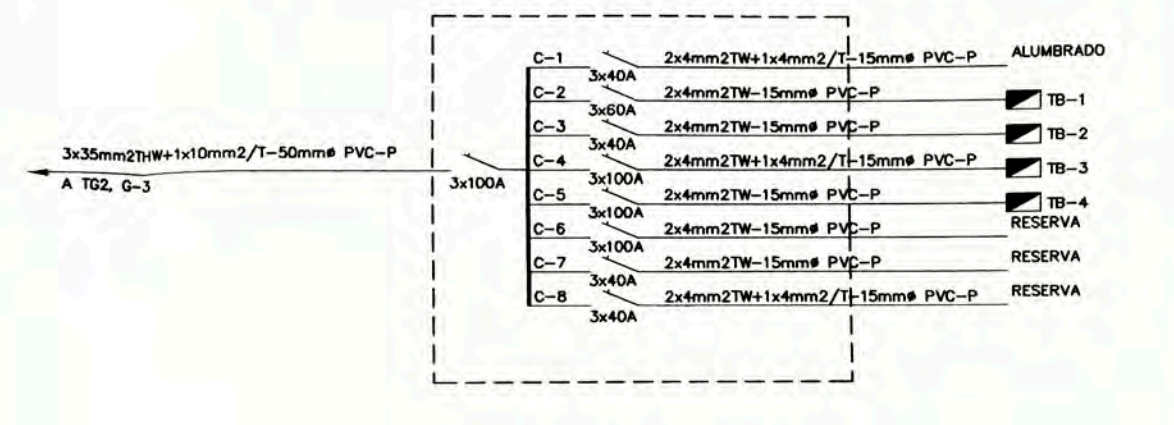 C-1 2x4mm2TW+1x4mm2/T-15mmø PVC-P ALUMBRADO
3x40A
C-2 2x4mm2TW-15mmø PVC-P TB-1
3x60A
C-3 2x4mm2TW-15mmø PVC-P TB-2
3x40A
3x35mm2THW+1x10mm2/T-50mmø PVC-P
C-4 2x4mm2TW+1x4mm2/T-15mmø PVC-P TB-3
A TG2, G-3
3x100A
3x100A
C-5 2x4mm2TW-15mmø PVC-P TB-4
3x100A
C-6 2x4mm2TW-15mmø PVC-P RESERVA
3x100A
C-7 2x4mm2TW-15mmø PVC-P RESERVA
3x40A
C-8 2x4mm2TW+1x4mm2/T-15mmø PVC-P RESERVA
3x40A